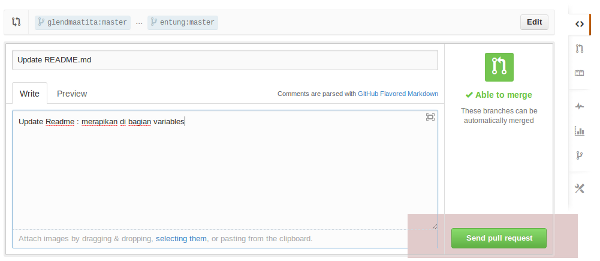 glendmaatita:master ... entung:master
Edit
Update README.md
Write
Preview
Comments are parsed with GitHub Flavored Markdown
Update Readme : merapikan di bagian variables
Attach images by dragging & dropping, selecting them, or pasting from the clipboard.
Able to merge
These branches can be
automatically merged
Send pull request